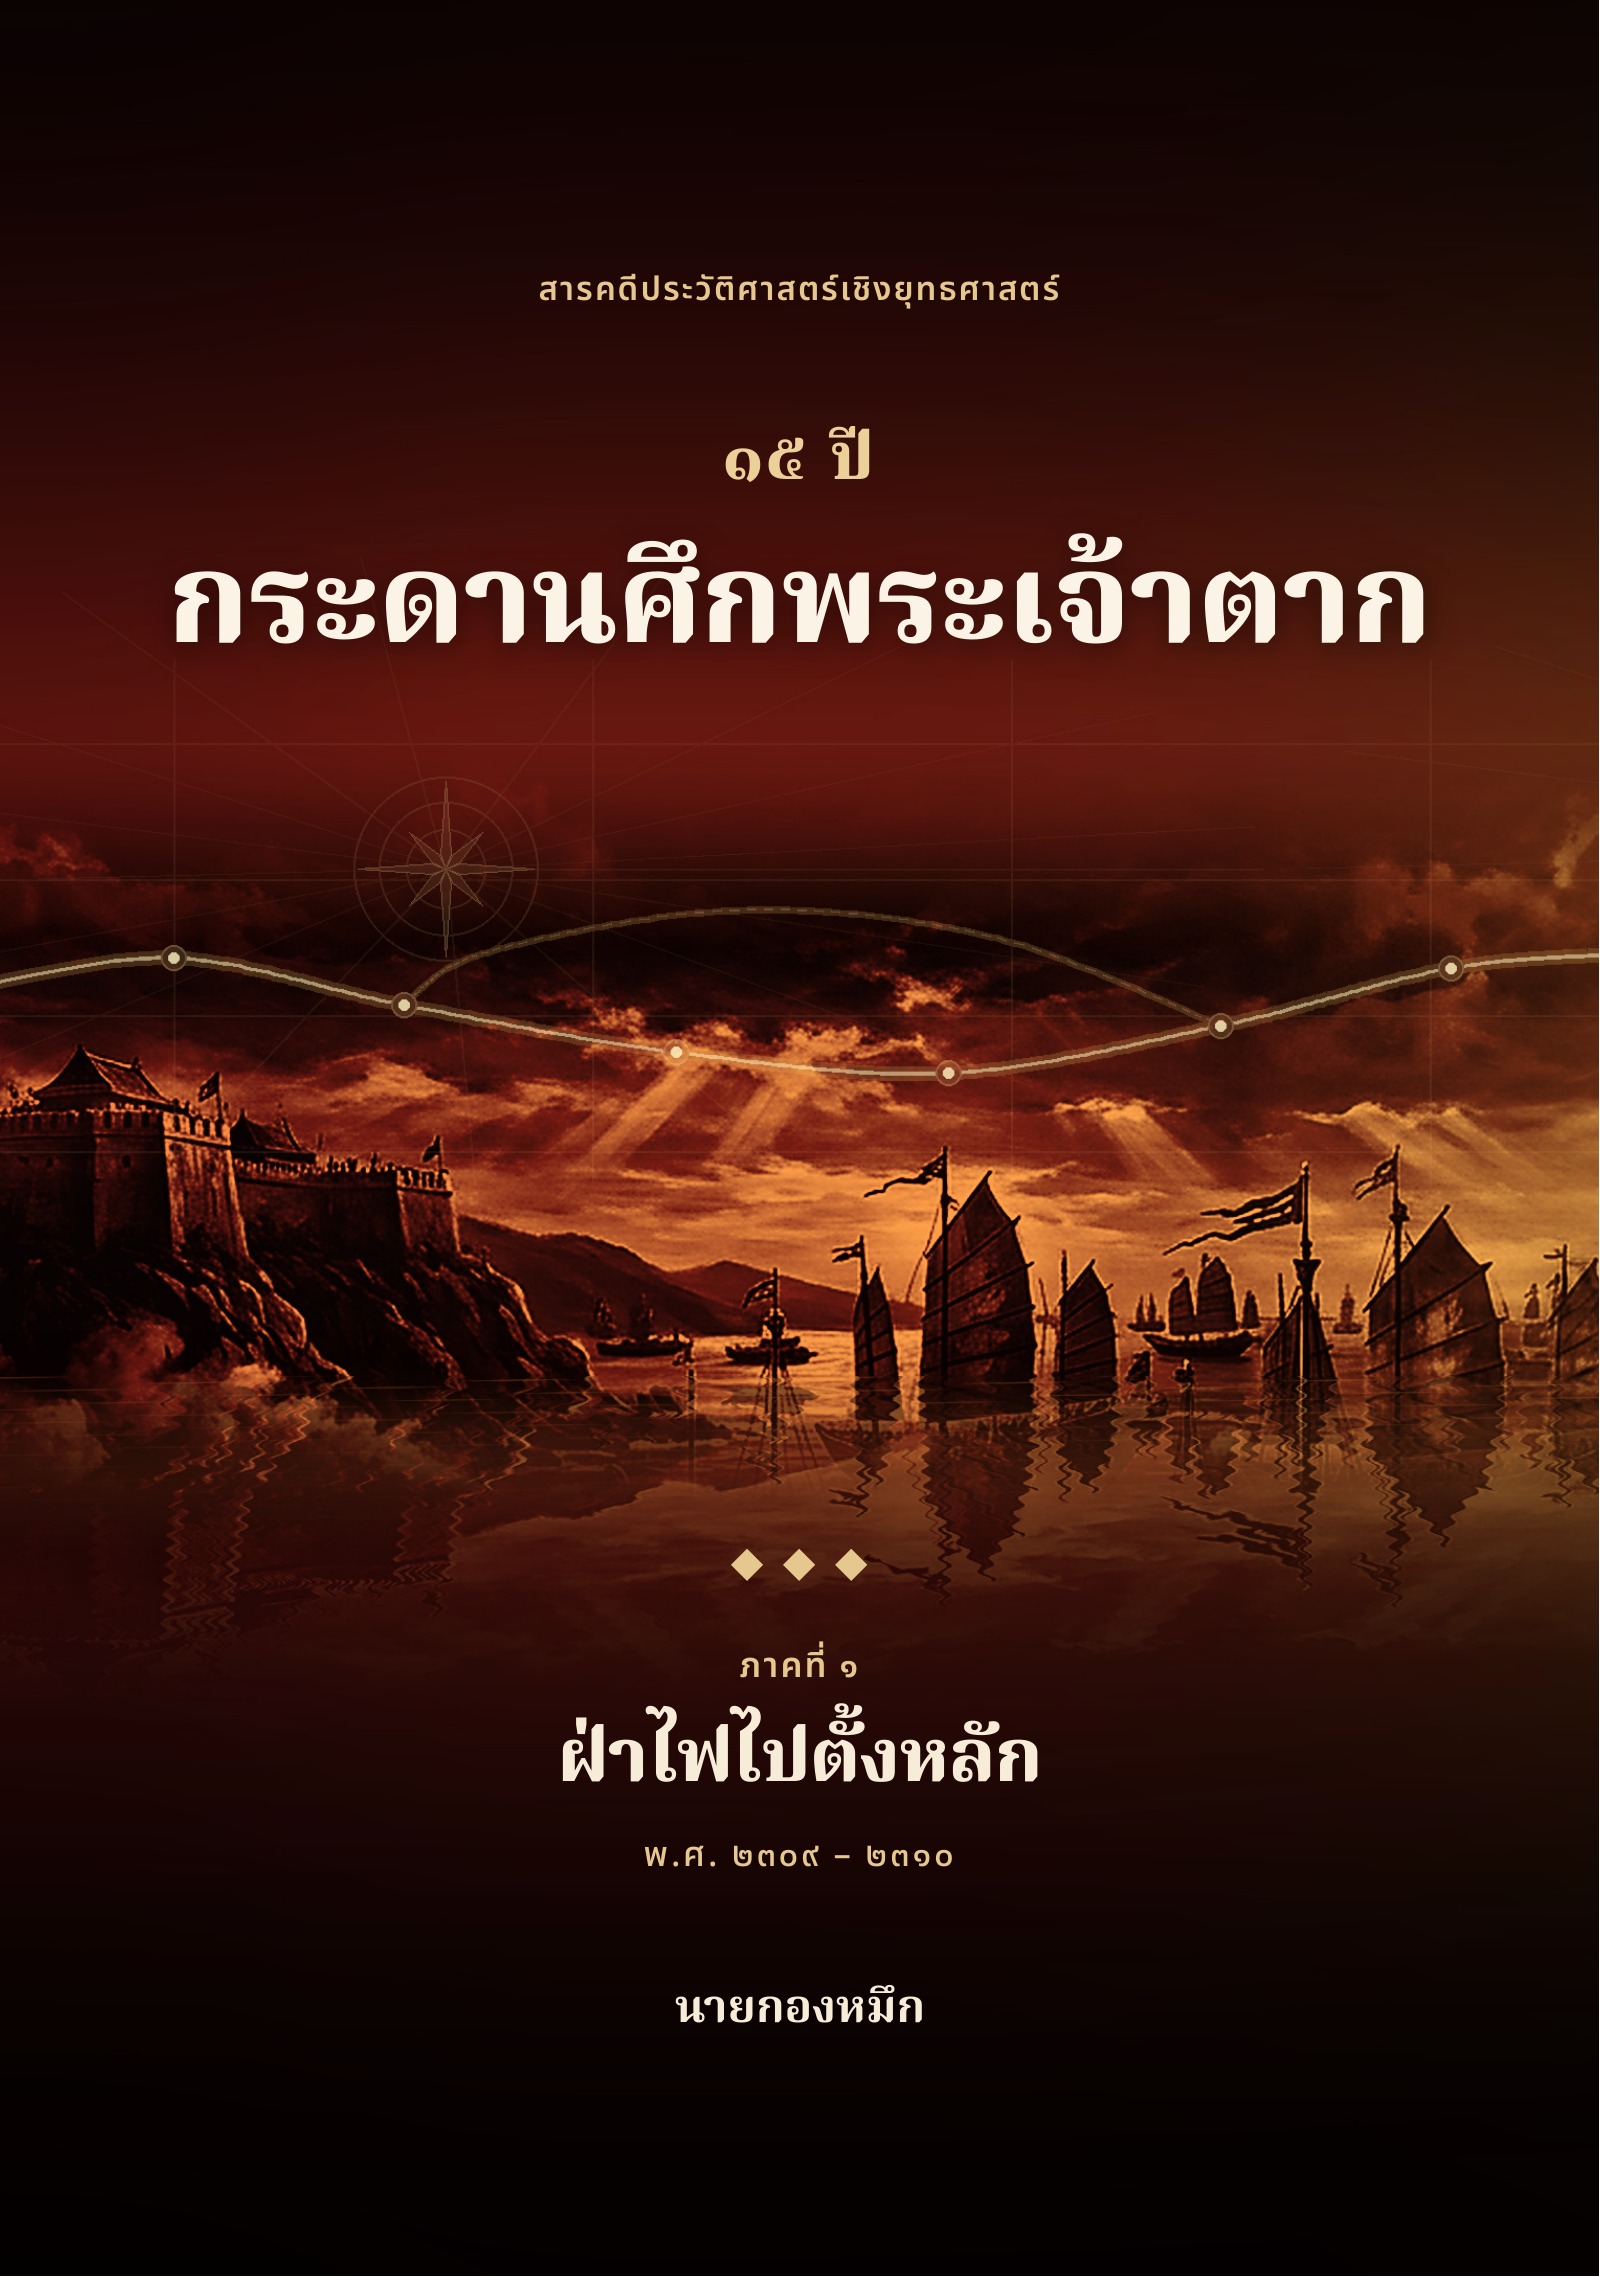 สารคดีประวัติศาสตร์เชิงยุทธศาสตร์
๑๕ ปี
กระดานศึกพระเจ้าตาก
ภาคที่ ๑
ฝ่าไฟไปตั้งหลัก
พ.ศ. ๒๓๐๙ – ๒๓๑๐
นายกองหมึก